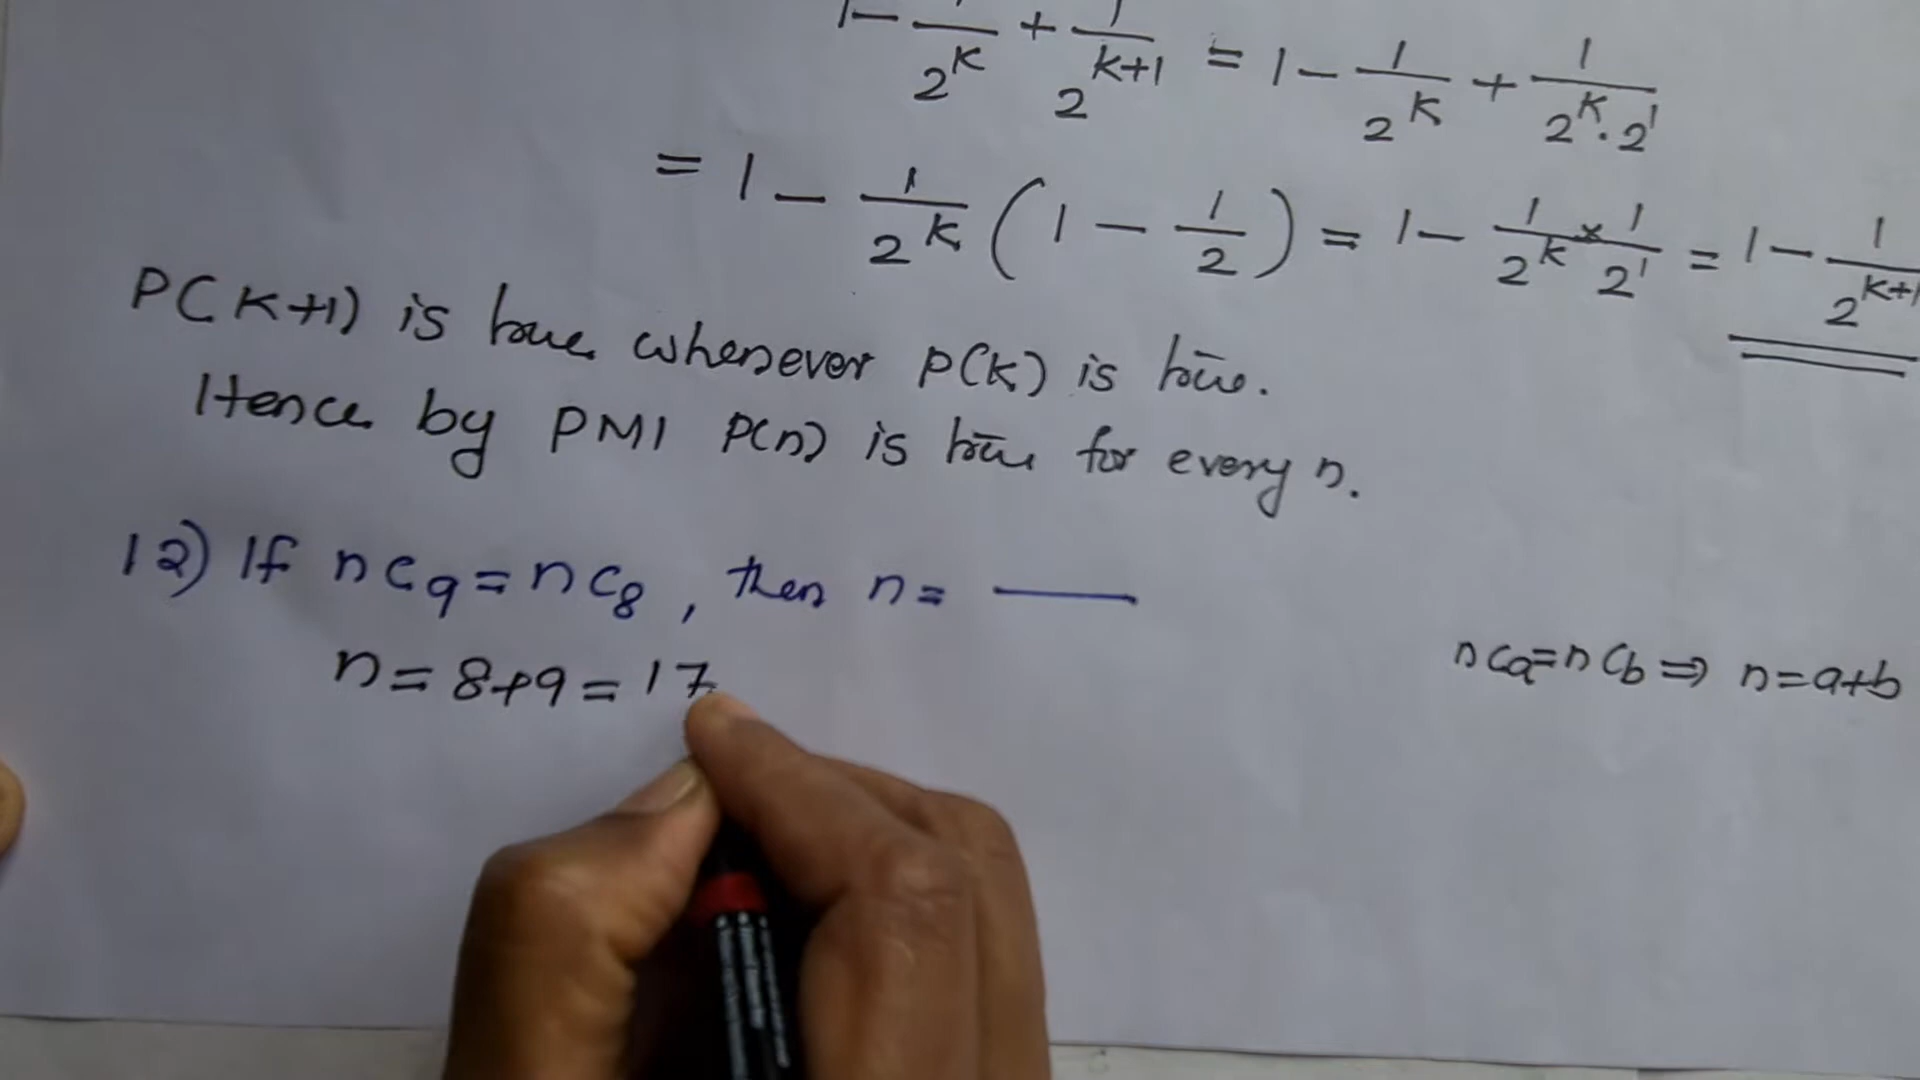 1 - 1/2^k + 1/2^(k+1) = 1 - 1/2^k + 1/(2^k . 2^1)
= 1 - 1/2^k (1 - 1/2) = 1 - 1/2^k × 1/2^1 = 1 - 1/2^(k+1)
P(k+1) is true whenever P(k) is true.
Hence by PMI P(n) is true for every n.
12) If nC9 = nC8, then n = ___
n = 8+9 = 17
nCa = nCb ⇒ n = a+b